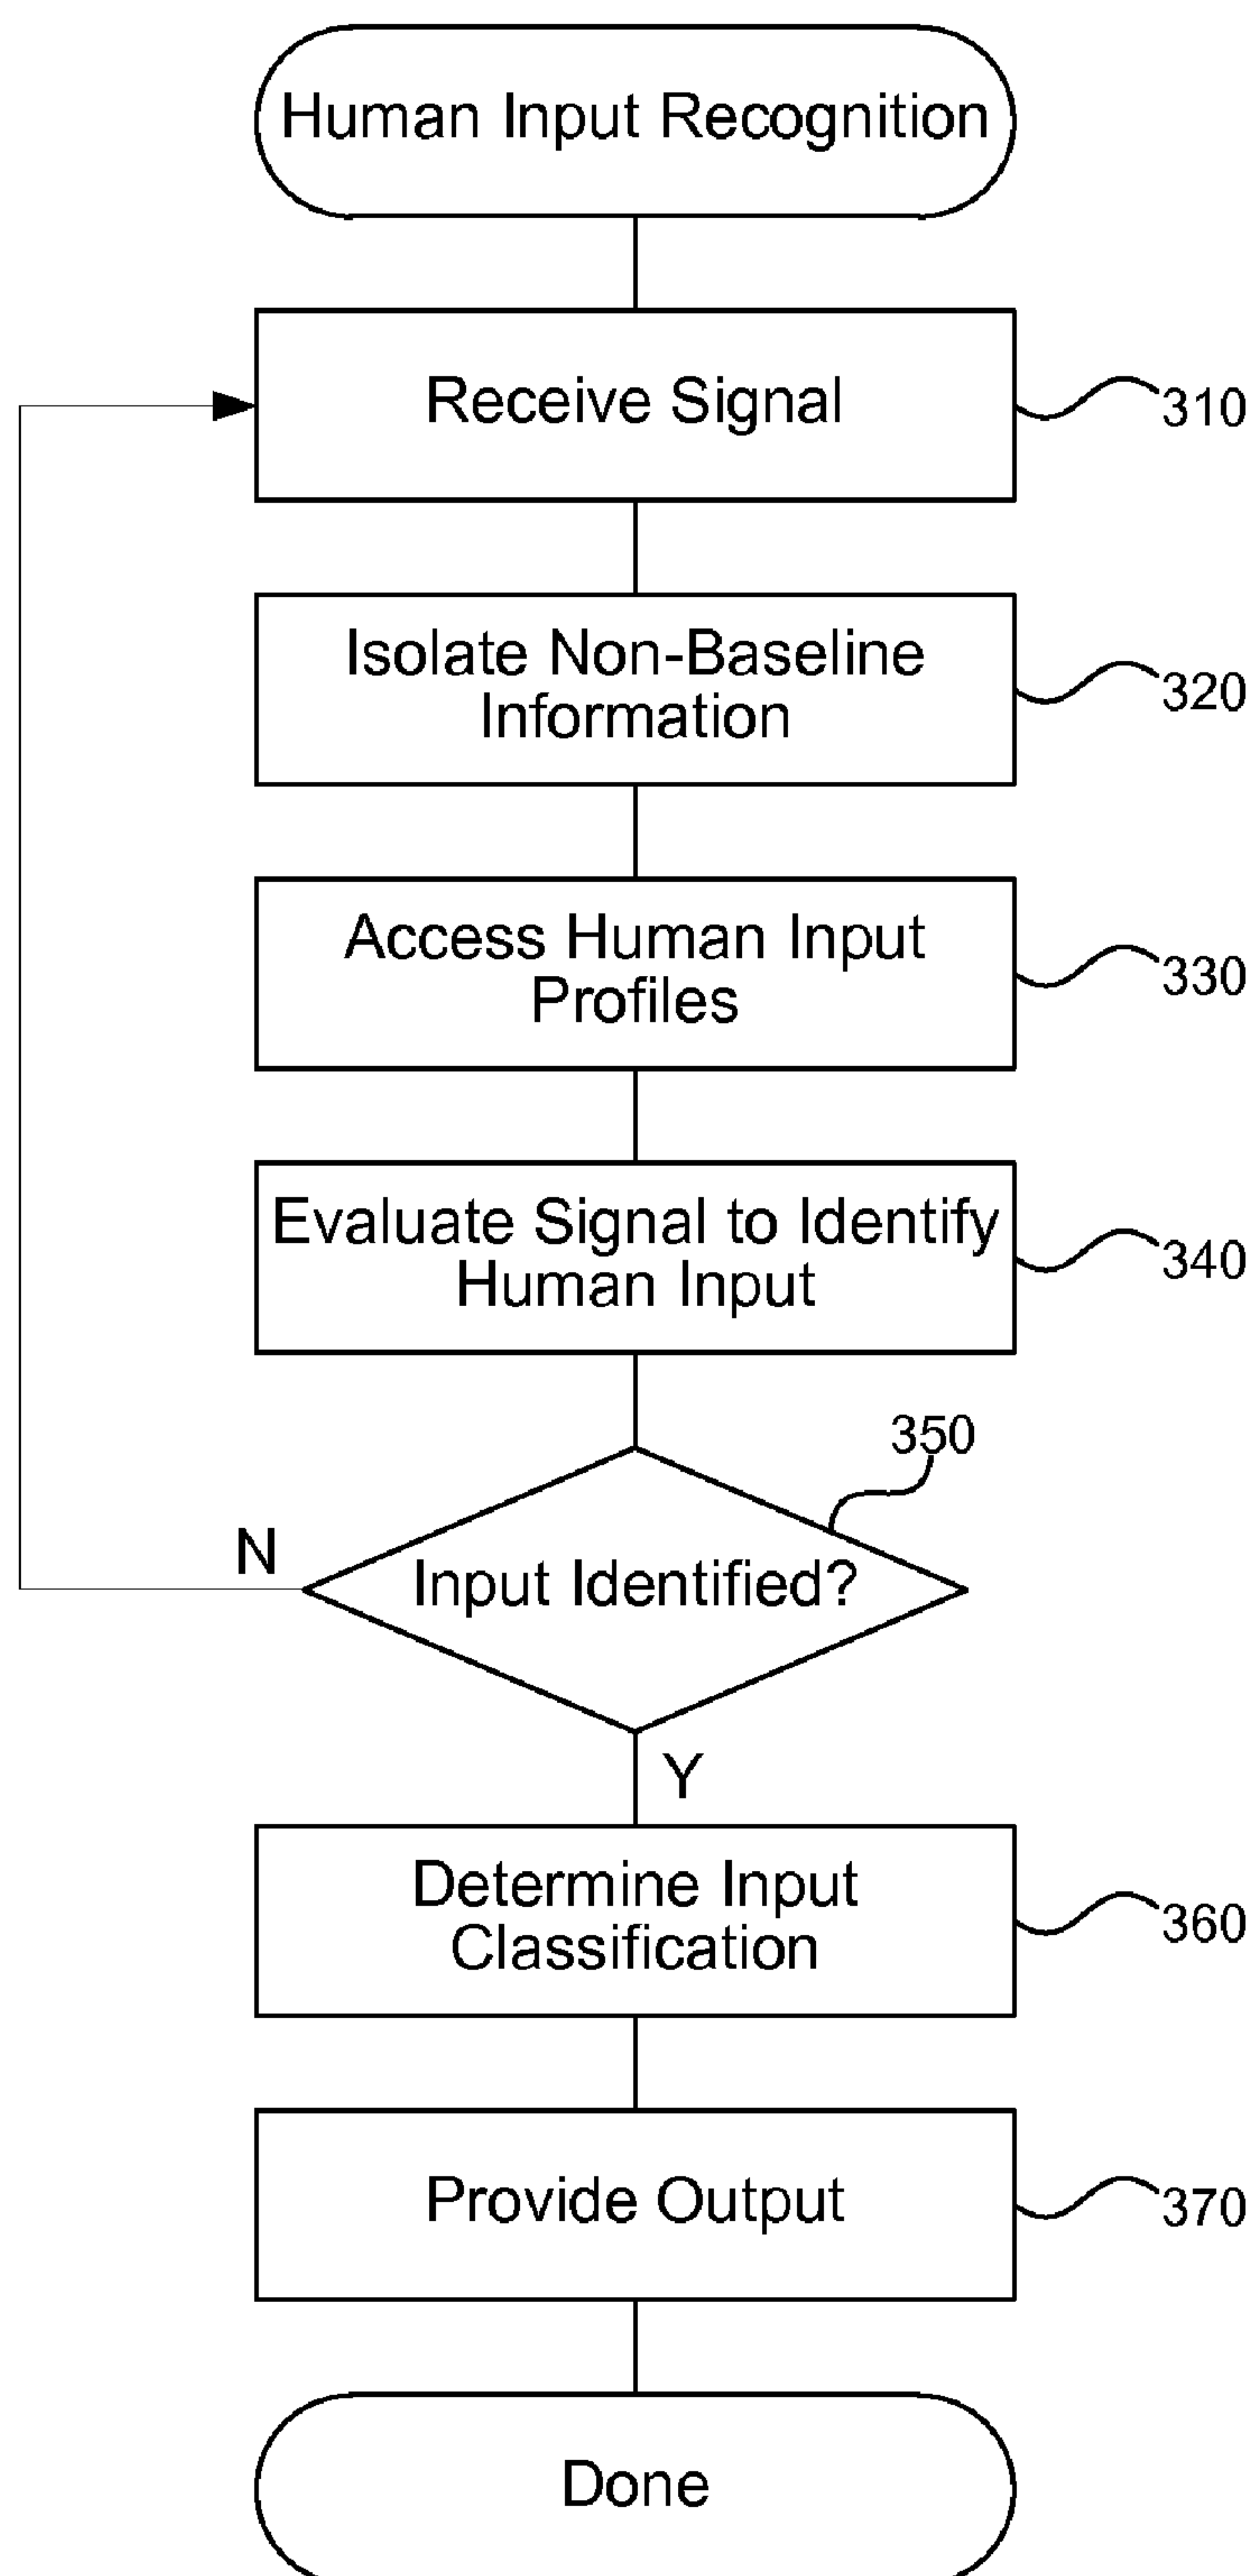 Human Input Recognition
Receive Signal
310
Isolate Non-Baseline
Information
320
Access Human Input
Profiles
330
Evaluate Signal to Identify
Human Input
340
350
Input Identified?
N
Y
Determine Input
Classification
360
Provide Output
370
Done